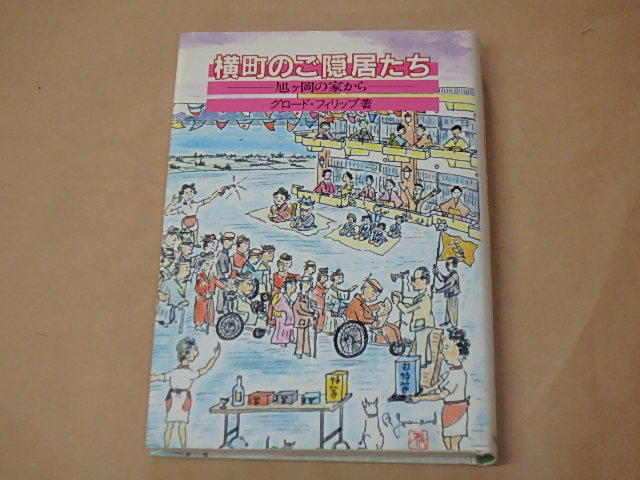 横町のご隠居たち
旭ヶ岡の家から
グロード・フィリップ著